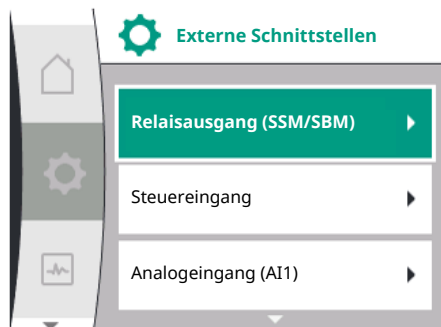 Externe Schnittstellen
Relaisausgang (SSM/SBM)
Steuereingang
Analogeingang (AI1)